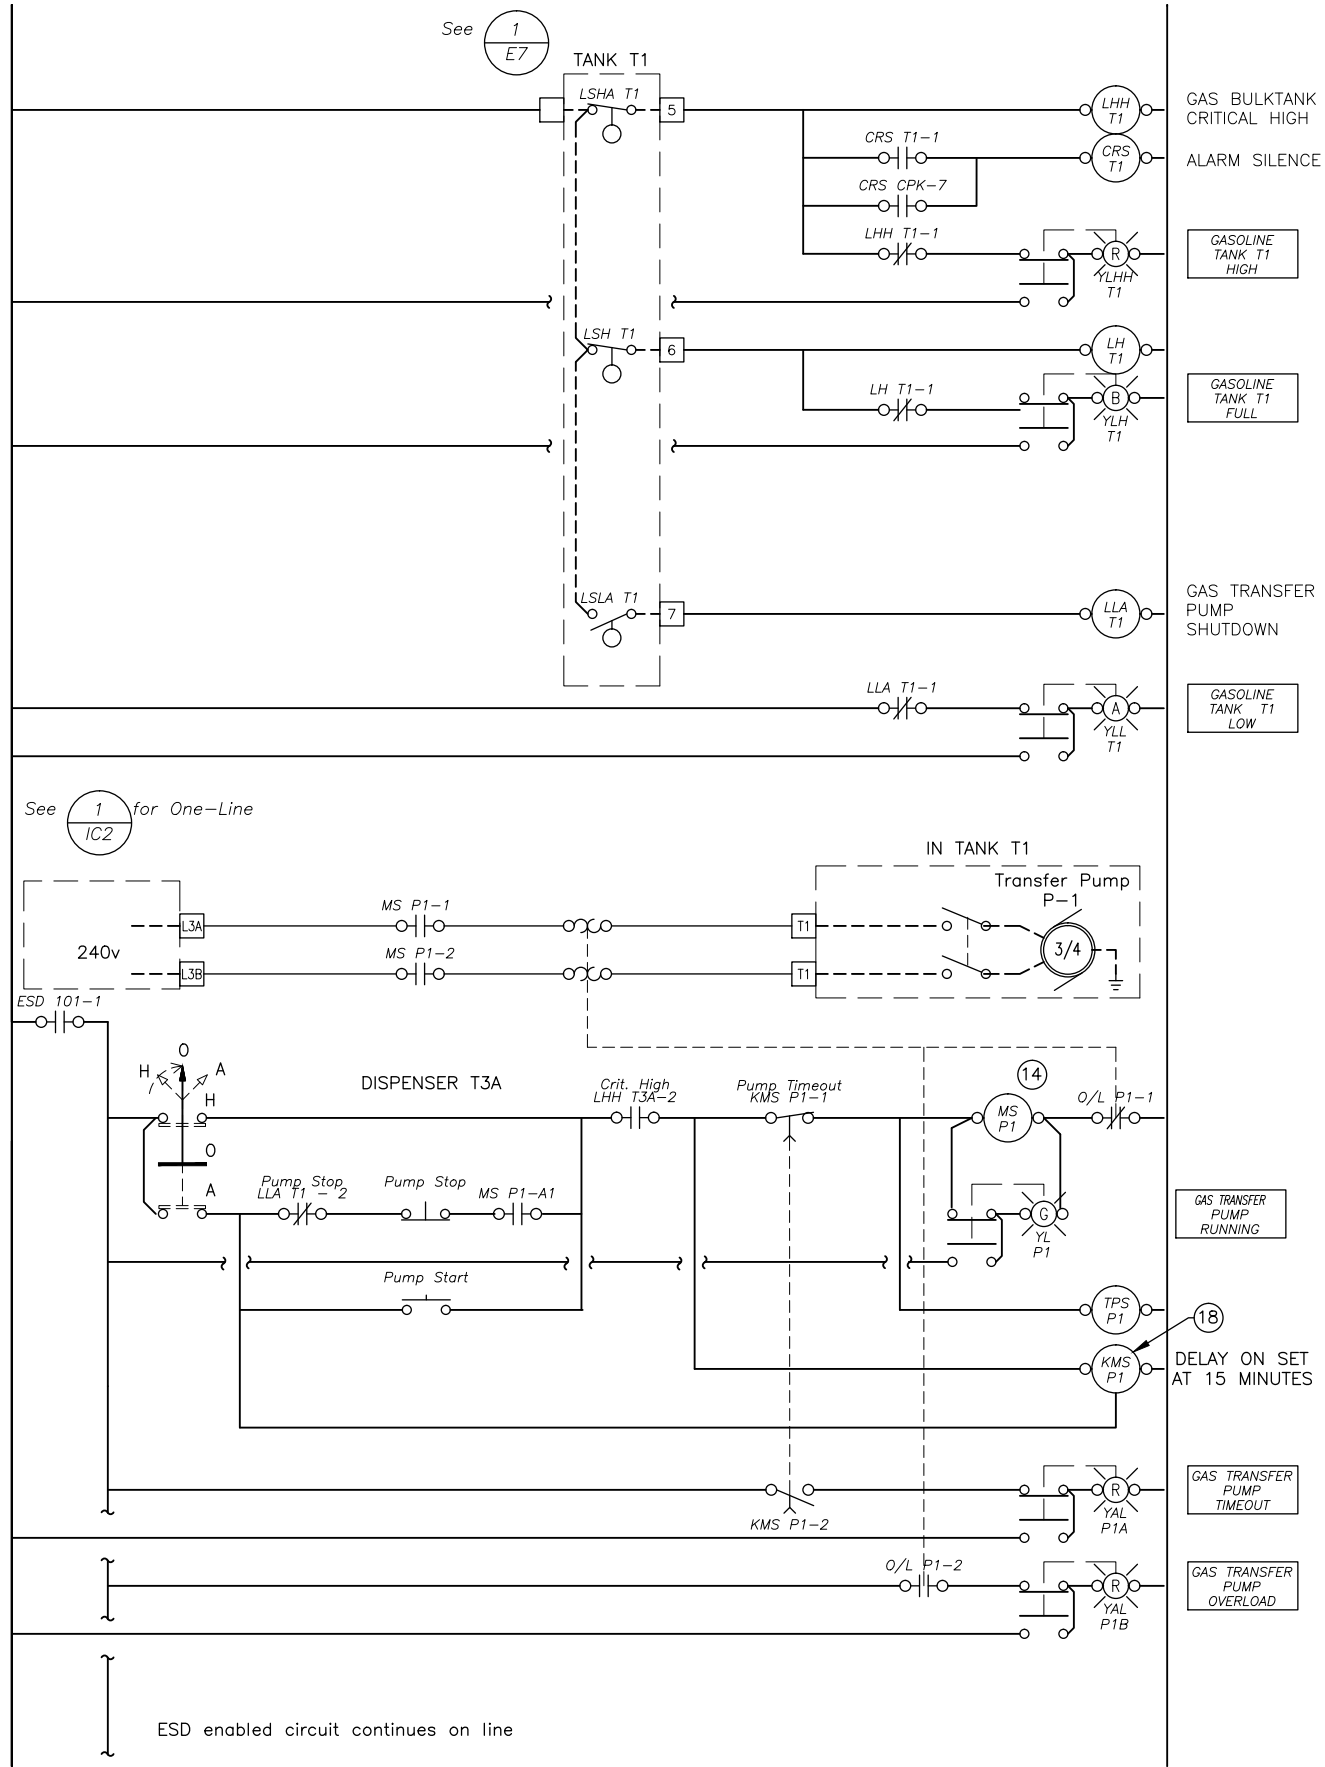 See
1
E7
TANK T1
LSHA T1
5
LHH
T1
GAS BULKTANK
CRITICAL HIGH
CRS T1-1
CRS
T1
ALARM SILENCE
CRS CPK-7
LHH T1-1
R
YLHH
T1
GASOLINE
TANK T1
HIGH
LSH T1
6
LH
T1
LH T1-1
B
YLH
T1
GASOLINE
TANK T1
FULL
LSLA T1
7
LLA
T1
GAS TRANSFER
PUMP
SHUTDOWN
LLA T1-1
A
YLL
T1
GASOLINE
TANK T1
LOW
See
1
IC2
for One-Line
IN TANK T1
Transfer Pump
P-1
240v
L3A
MS P1-1
T1
3/4
L3B
MS P1-2
T1
ESD 101-1
O
H
A
H
DISPENSER T3A
Crit. High
LHH T3A-2
Pump Timeout
KMS P1-1
14
MS
P1
O/L P1-1
O
A
Pump Stop
LLA T1 - 2
Pump Stop
MS P1-A1
G
YL
P1
GAS TRANSFER
PUMP
RUNNING
Pump Start
TPS
P1
18
KMS
P1
DELAY ON SET
AT 15 MINUTES
KMS P1-2
R
YAL
P1A
GAS TRANSFER
PUMP
TIMEOUT
O/L P1-2
R
YAL
P1B
GAS TRANSFER
PUMP
OVERLOAD
ESD enabled circuit continues on line